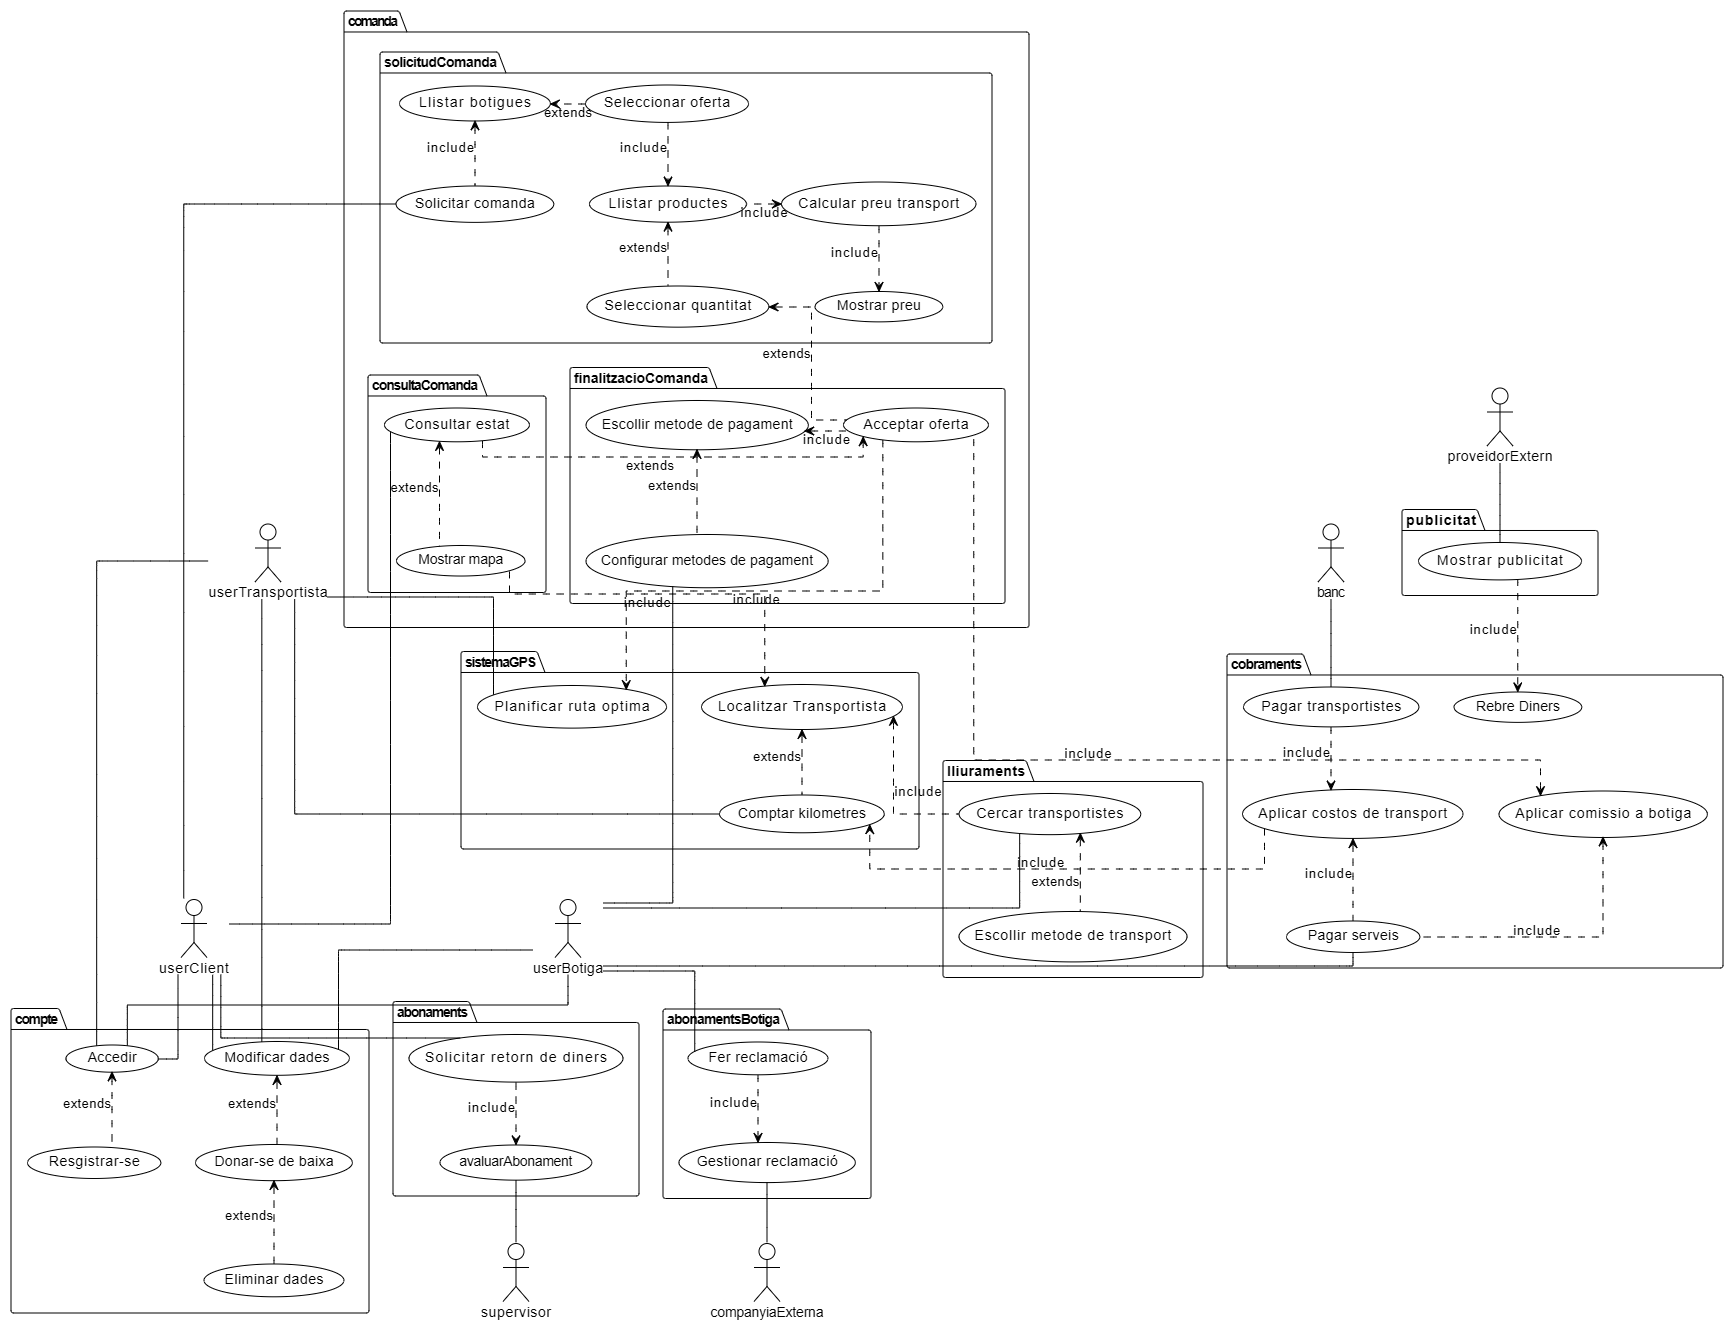 comanda
solicitudComanda
Llistar botigues
Seleccionar oferta
extends
include
include
Solicitar comanda
Llistar productes
Calcular preu transport
include
extends
include
Seleccionar quantitat
Mostrar preu
extends
consultaComanda
finalitzacioComanda
Consultar estat
Escollir metode de pagament
Acceptar oferta
include
extends
extends
extends
Mostrar mapa
Configurar metodes de pagament
include
include
proveidorExtern
publicitat
Mostrar publicitat
include
userTransportista
banc
sistemaGPS
Planificar ruta optima
Localitzar Transportista
extends
Comptar kilometres
cobraments
Pagar transportistes
Rebre Diners
include
include
lliuraments
include
Cercar transportistes
Aplicar costos de transport
Aplicar comissio a botiga
include
extends
include
Escollir metode de transport
Pagar serveis
include
userClient
userBotiga
compte
Accedir
Modificar dades
extends
extends
Resgistrar-se
Donar-se de baixa
extends
Eliminar dades
abonaments
Solicitar retorn de diners
include
avaluarAbonament
abonamentsBotiga
Fer reclamació
include
Gestionar reclamació
supervisor
companyiaExterna